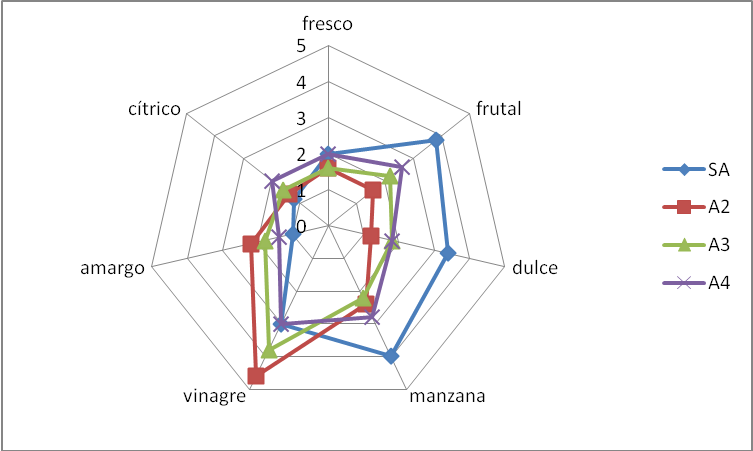 fresco
5
4
3
2
1
0
frutal
dulce
manzana
vinagre
amargo
cítrico
SA
A2
A3
A4